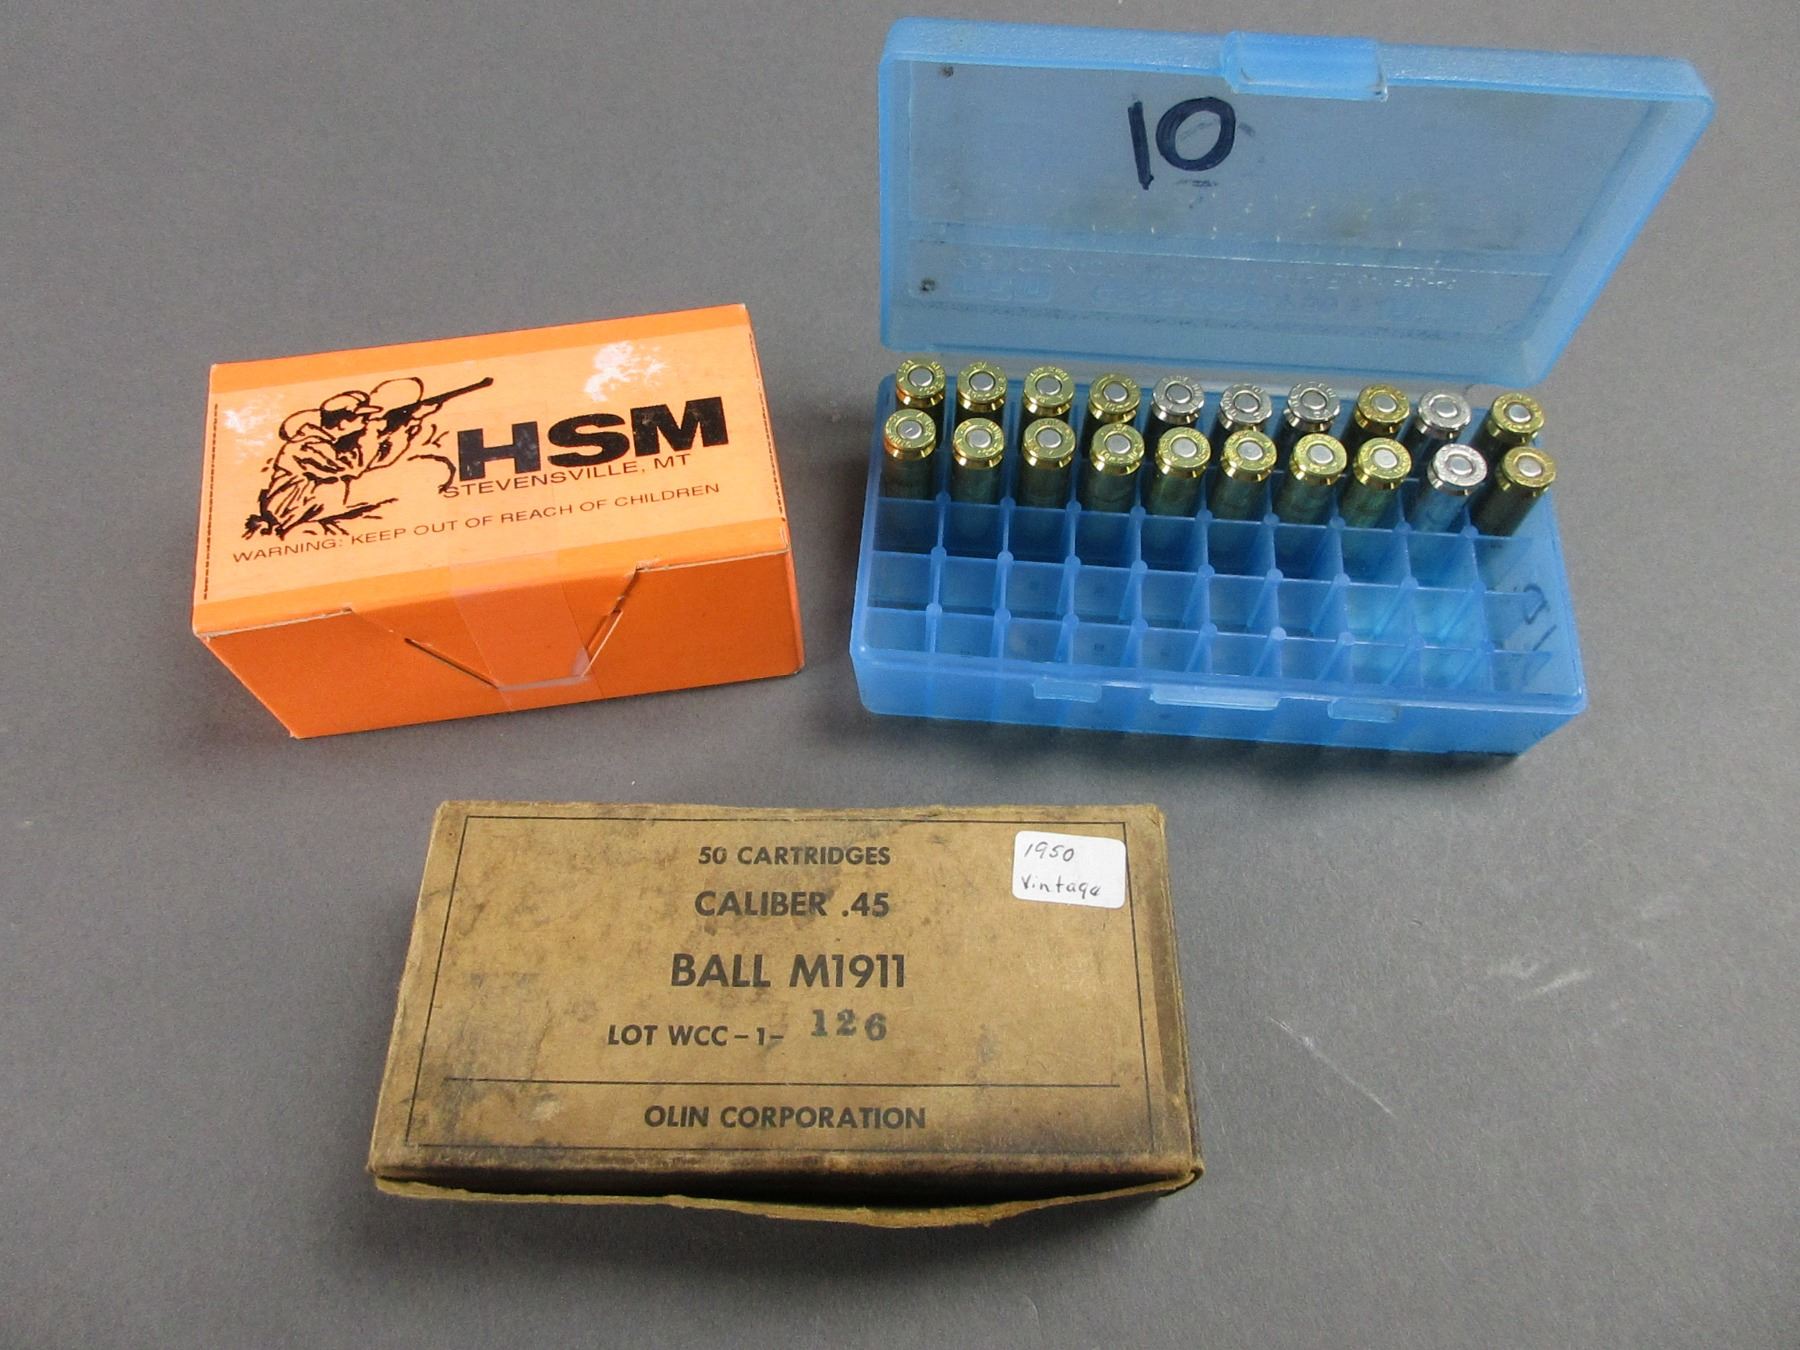 HSM
STEVENSVILLE, MT
WARNING: KEEP OUT OF REACH OF CHILDREN
10
50 CARTRIDGES
CALIBER .45
BALL M1911
LOT WCC-1- 126
OLIN CORPORATION
1950
Vintage